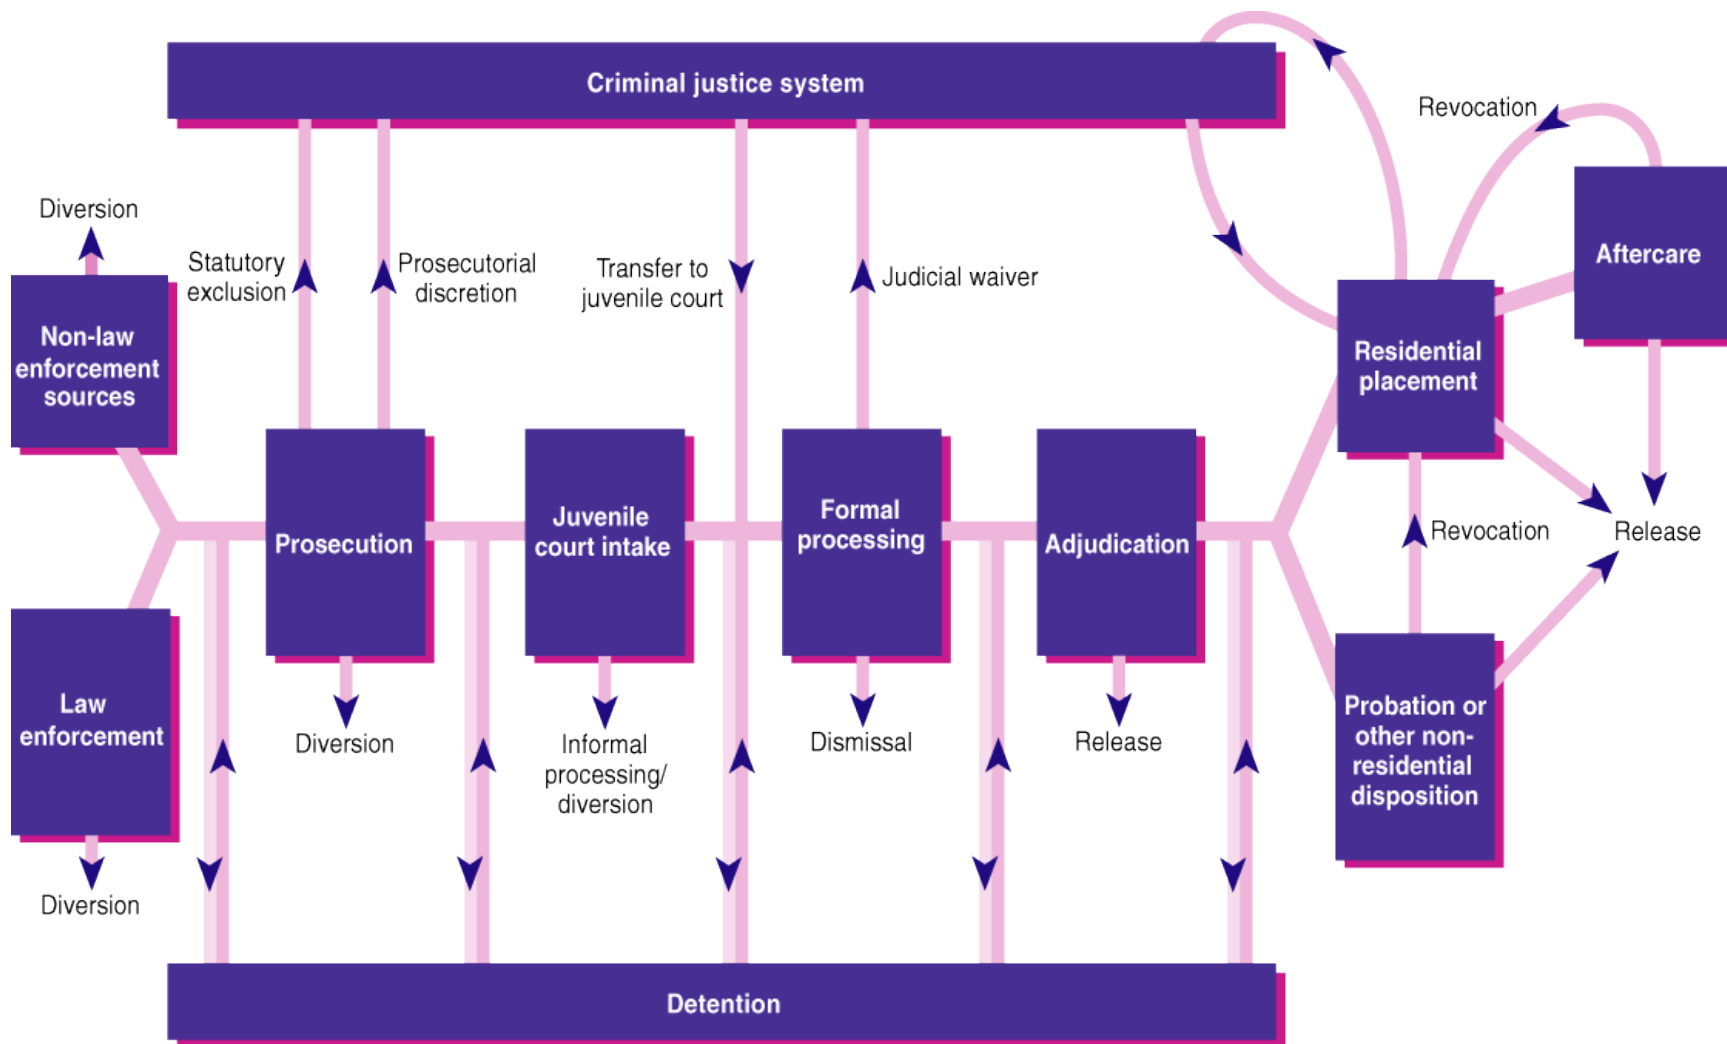 Criminal justice system
Revocation
Diversion
Aftercare
Statutory
exclusion
Prosecutorial
discretion
Transfer to
juvenile court
Judicial waiver
Non-law
enforcement
sources
Residential
placement
Prosecution
Juvenile
court intake
Formal
processing
Adjudication
Revocation
Release
Law
enforcement
Probation or
other non-
residential
disposition
Diversion
Informal
processing/
diversion
Dismissal
Release
Diversion
Detention